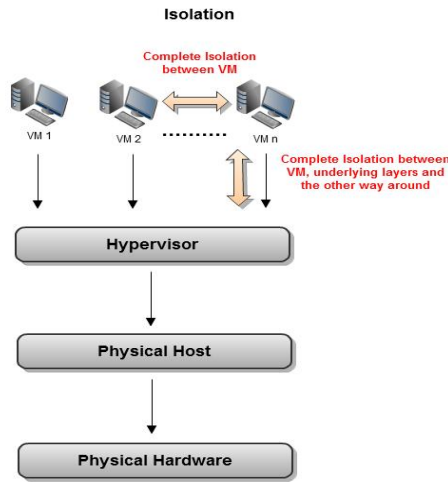 Isolation
Complete Isolation
between VM
VM 1
VM 2
VM n
Complete Isolation between
VM, underlying layers and
the other way around
Hypervisor
Physical Host
Physical Hardware